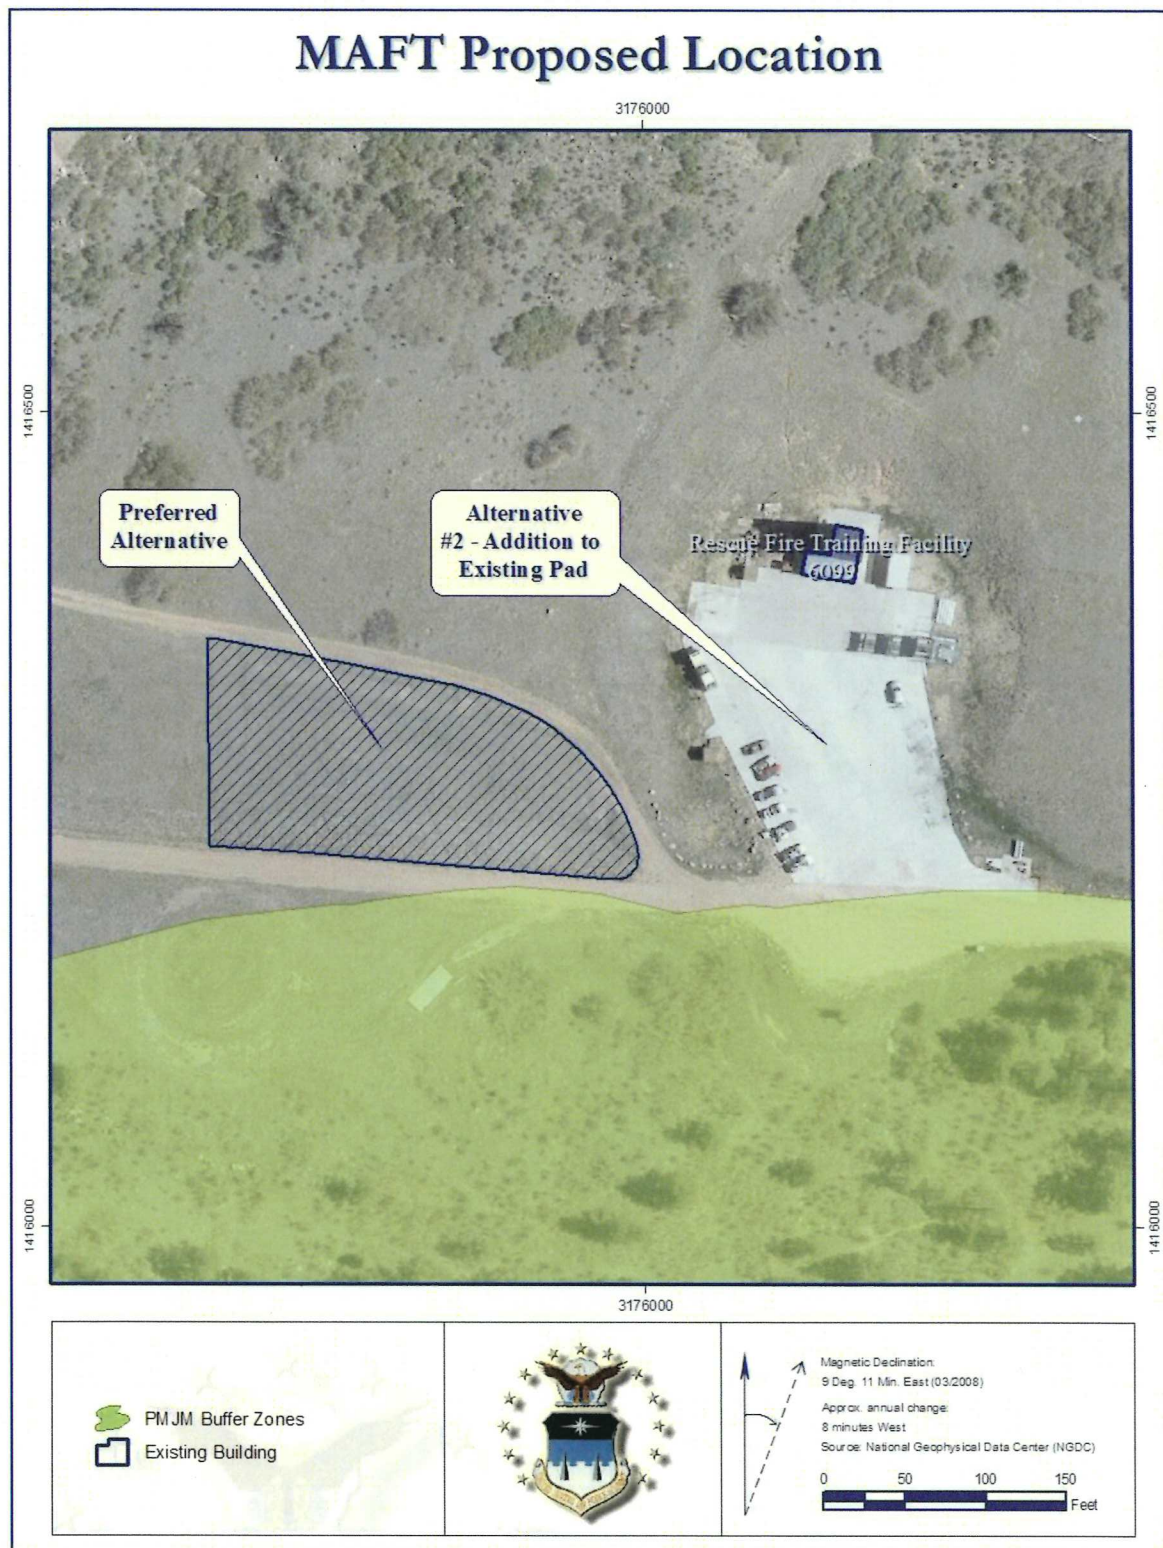 MAFT Proposed Location
3176000
1416500
1416500
Preferred
Alternative
Alternative
#2 - Addition to
Existing Pad
Rescue Fire Training Facility
6099
1416000
1416000
3176000
PMJM Buffer Zones
Existing Building
Magnetic Declination:
9 Deg. 11 Min. East (03/2008)
Approx. annual change:
8 minutes West
Source: National Geophysical Data Center (NGDC)
0 50 100 150
Feet